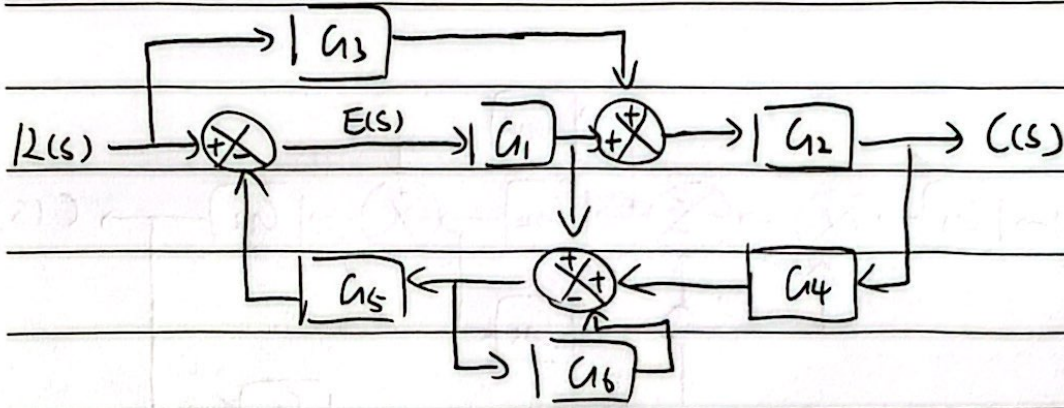 G3
R(s) + - E(s) G1 + + G2 C(s)
G5 + + - G4
G6